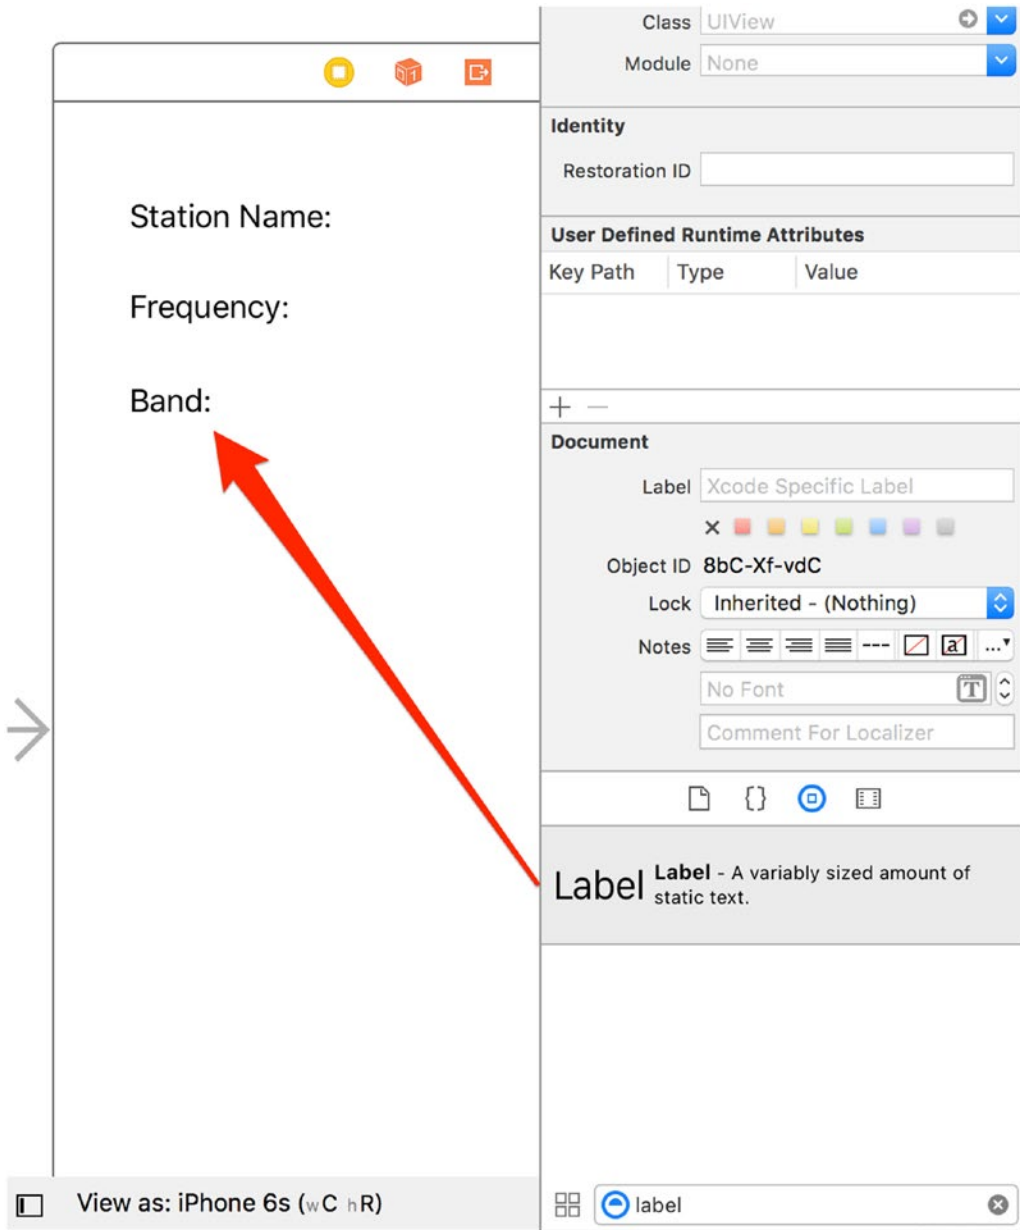 Class UIView
Module None
Identity
Restoration ID
User Defined Runtime Attributes
Key Path Type Value
Station Name:
Frequency:
Band:
Document
Label Xcode Specific Label
Object ID 8bC-Xf-vdC
Lock Inherited - (Nothing)
Notes a ...
No Font T
Comment For Localizer
{}
Label Label - A variably sized amount of
static text.
View as: iPhone 6s (wC hR)
label